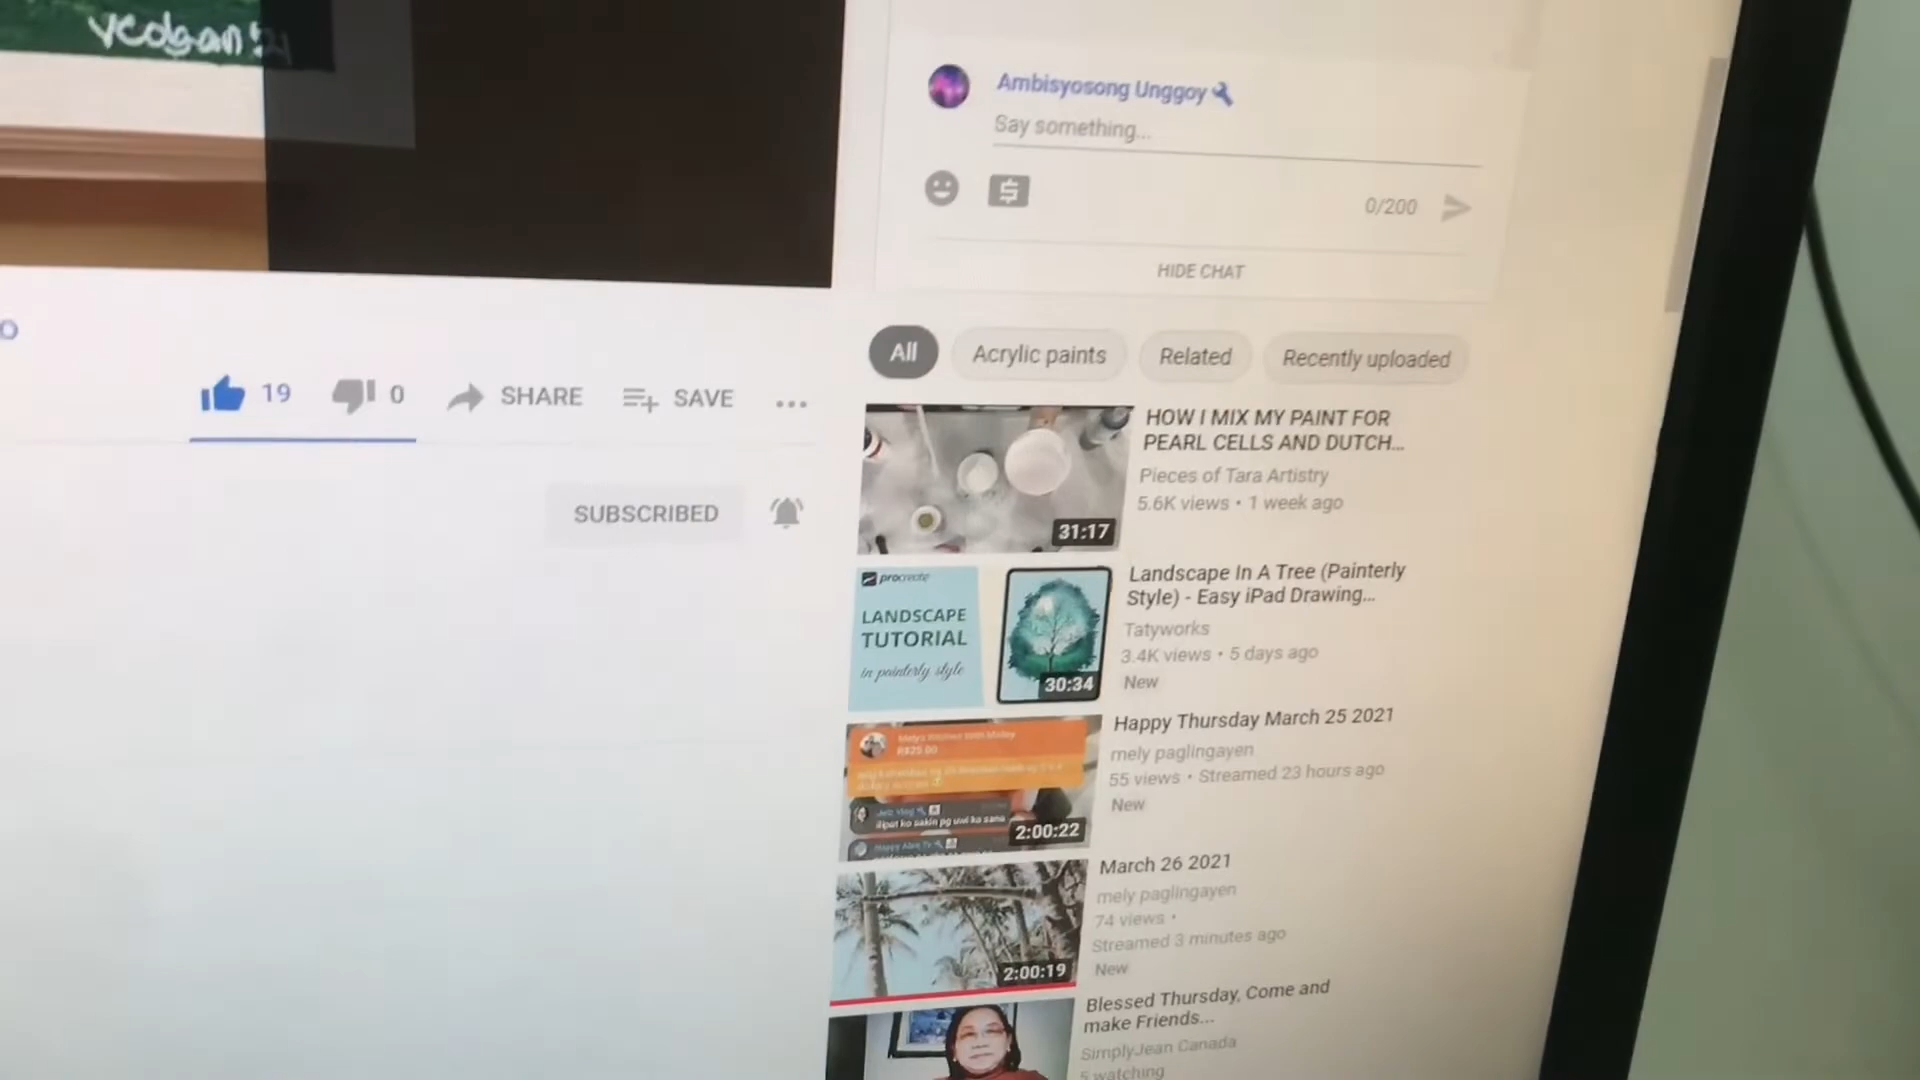 Ambisyosong Unggoy
Say something...
0/200
HIDE CHAT
19
0
SHARE
SAVE
SUBSCRIBED
All
Acrylic paints
Related
Recently uploaded
HOW I MIX MY PAINT FOR
PEARL CELLS AND DUTCH...
Pieces of Tara Artistry
5.6K views • 1 week ago
31:17
procreate
LANDSCAPE
TUTORIAL
in painterly style
30:34
Landscape In A Tree (Painterly
Style) - Easy iPad Drawing...
Tatyworks
3.4K views • 5 days ago
New
2:00:22
Happy Thursday March 25 2021
mely paglingayen
55 views • Streamed 23 hours ago
New
2:00:19
March 26 2021
mely paglingayen
74 views •
Streamed 3 minutes ago
New
Blessed Thursday, Come and
make Friends...
SimplyJean Canada
5 watching